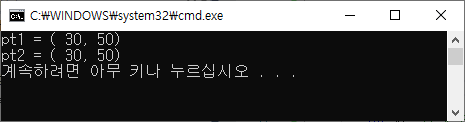 C:₩WINDOWS₩system32₩cmd.exe
pt1 = ( 30, 50)
pt2 = ( 30, 50)
계속하려면 아무 키나 누르십시오 . . .